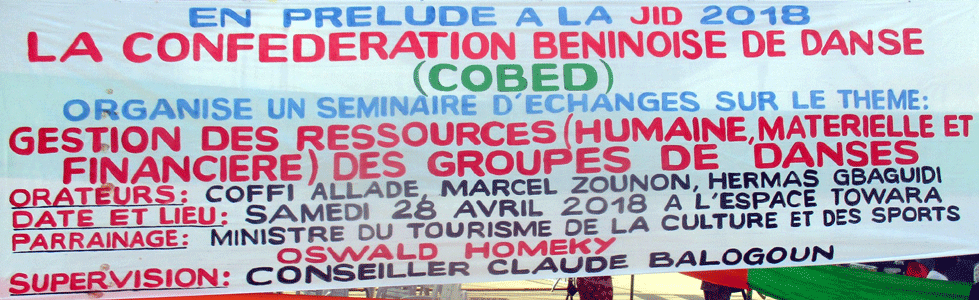 EN PRELUDE A LA JID 2018
LA CONFEDERATION BENINOISE DE DANSE
(COBED)
ORGANISE UN SEMINAIRE D'ECHANGES SUR LE THEME:
GESTION DES RESSOURCES (HUMAINE, MATERIELLE ET
FINANCIERE) DES GROUPES DE DANSES
ORATEURS: COFFI ALLADE, MARCEL ZOUNON, HERMAS GBAGUIDI
DATE ET LIEU: SAMEDI 28 AVRIL 2018 A L'ESPACE TOWARA
PARRAINAGE: MINISTRE DU TOURISME DE LA CULTURE ET DES SPORTS
OSWALD HOMEKY
SUPERVISION: CONSEILLER CLAUDE BALOGOUN